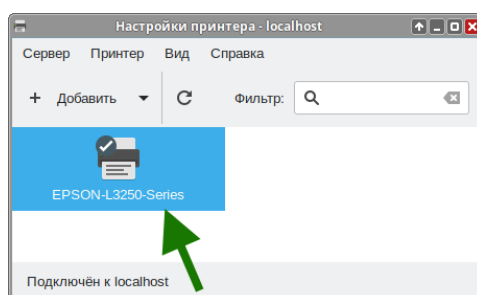 Настройки принтера - localhost
Сервер Принтер Вид Справка
+ Добавить Фильтр:
EPSON-L3250-Series
Подключён к localhost